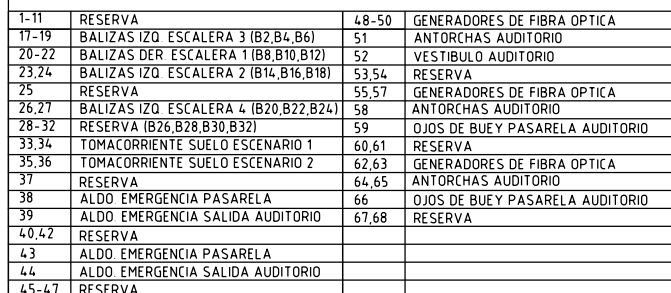 1-11 RESERVA 48-50 GENERADORES DE FIBRA OPTICA
17-19 BALIZAS IZQ. ESCALERA 3 (B2,B4,B6) 51 ANTORCHAS AUDITORIO
20-22 BALIZAS DER. ESCALERA 1 (B8,B10,B12) 52 VESTIBULO AUDITORIO
23,24 BALIZAS IZQ. ESCALERA 2 (B14,B16,B18) 53,54 RESERVA
25 RESERVA 55,57 GENERADORES DE FIBRA OPTICA
26,27 BALIZAS IZQ. ESCALERA 4 (B20,B22,B24) 58 ANTORCHAS AUDITORIO
28-32 RESERVA (B26,B28,B30,B32) 59 OJOS DE BUEY PASARELA AUDITORIO
33,34 TOMACORRIENTE SUELO ESCENARIO 1 60,61 RESERVA
35,36 TOMACORRIENTE SUELO ESCENARIO 2 62,63 GENERADORES DE FIBRA OPTICA
37 RESERVA 64,65 ANTORCHAS AUDITORIO
38 ALDO. EMERGENCIA PASARELA 66 OJOS DE BUEY PASARELA AUDITORIO
39 ALDO. EMERGENCIA SALIDA AUDITORIO 67,68 RESERVA
40,42 RESERVA
43 ALDO. EMERGENCIA PASARELA
44 ALDO. EMERGENCIA SALIDA AUDITORIO
45-47 RESERVA